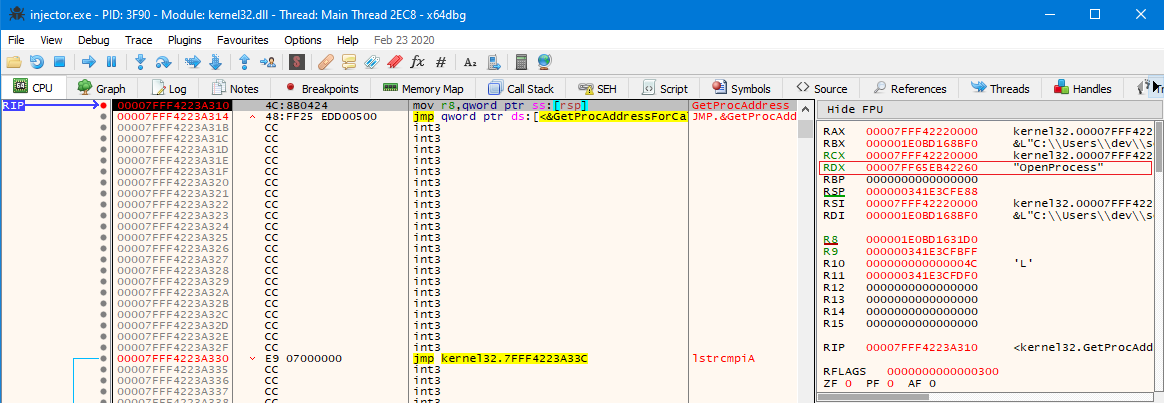 injector.exe - PID: 3F90 - Module: kernel32.dll - Thread: Main Thread 2EC8 - x64dbg
File View Debug Trace Plugins Favourites Options Help Feb 23 2020
CPU Graph Log Notes Breakpoints Memory Map Call Stack SEH Script Symbols Source References Threads Handles
RIP 00007FFF4223A310 4C:8B0424 mov r8,qword ptr ss:[rsp] GetProcAddress
00007FFF4223A314 48:FF25 EDD00500 jmp qword ptr ds:[<&GetProcAddressForCa JMP.&GetProcAdd
00007FFF4223A31B CC int3
00007FFF4223A31C CC int3
00007FFF4223A31D CC int3
00007FFF4223A31E CC int3
00007FFF4223A31F CC int3
00007FFF4223A320 CC int3
00007FFF4223A321 CC int3
00007FFF4223A322 CC int3
00007FFF4223A323 CC int3
00007FFF4223A324 CC int3
00007FFF4223A325 CC int3
00007FFF4223A326 CC int3
00007FFF4223A327 CC int3
00007FFF4223A328 CC int3
00007FFF4223A329 CC int3
00007FFF4223A32A CC int3
00007FFF4223A32B CC int3
00007FFF4223A32C CC int3
00007FFF4223A32D CC int3
00007FFF4223A32E CC int3
00007FFF4223A32F CC int3
00007FFF4223A330 E9 07000000 jmp kernel32.7FFF4223A33C lstrcmpiA
00007FFF4223A335 CC int3
00007FFF4223A336 CC int3
00007FFF4223A337 CC int3
00007FFF4223A338 CC int3
Hide FPU
RAX 00007FFF42220000 kernel32.00007FFF422
RBX 000001E0BD168BF0 &L"C:\\Users\\dev\\s
RCX 00007FFF42220000 kernel32.00007FFF422
RDX 00007FF65EB42260 "OpenProcess"
RBP 0000000000000000
RSP 000000341E3CFE88
RSI 00007FFF42220000 kernel32.00007FFF422
RDI 000001E0BD168BF0 &L"C:\\Users\\dev\\s
R8 000001E0BD1631D0
R9 000000341E3CFBFF
R10 000000000000004C 'L'
R11 000000341E3CFDF0
R12 0000000000000000
R13 0000000000000000
R14 0000000000000000
R15 0000000000000000
RIP 00007FFF4223A310 <kernel32.GetProcAdd
RFLAGS 0000000000000300
ZF 0 PF 0 AF 0